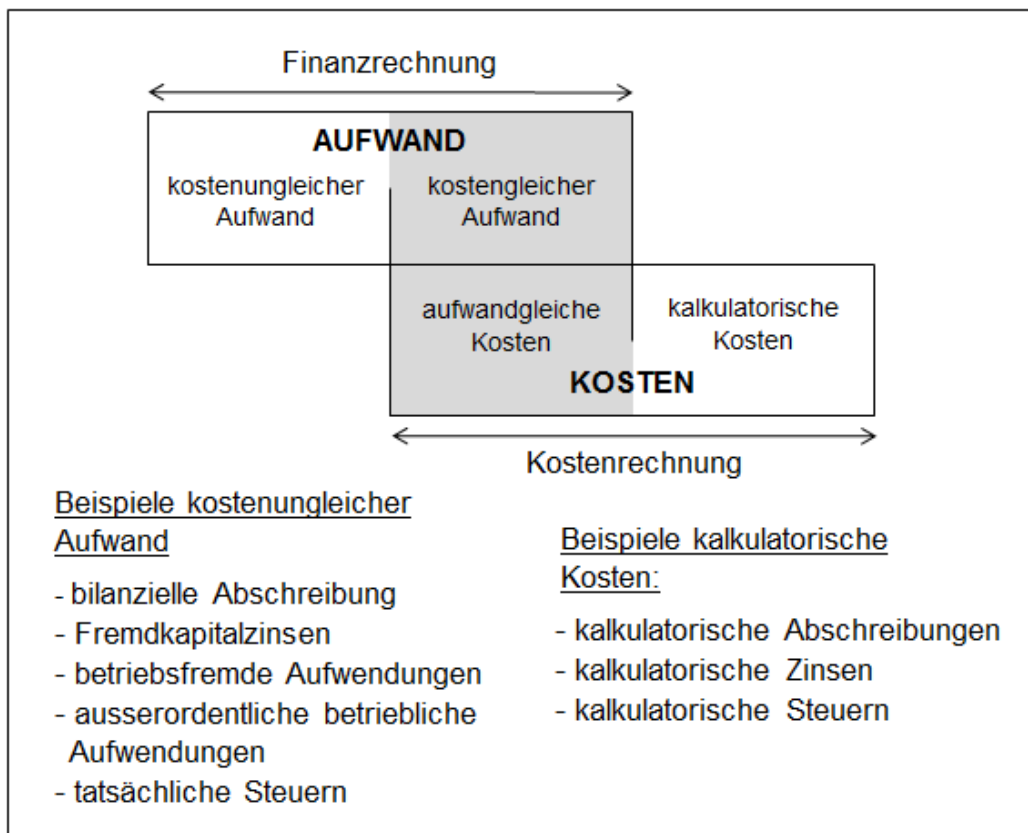 Finanzrechnung
AUFWAND
kostenungleicher
Aufwand
kostengleicher
Aufwand
aufwandgleiche
Kosten
kalkulatorische
Kosten
KOSTEN
Kostenrechnung
Beispiele kostenungleicher
Aufwand
- bilanzielle Abschreibung
- Fremdkapitalzinsen
- betriebsfremde Aufwendungen
- ausserordentliche betriebliche
Aufwendungen
- tatsächliche Steuern
Beispiele kalkulatorische
Kosten:
- kalkulatorische Abschreibungen
- kalkulatorische Zinsen
- kalkulatorische Steuern